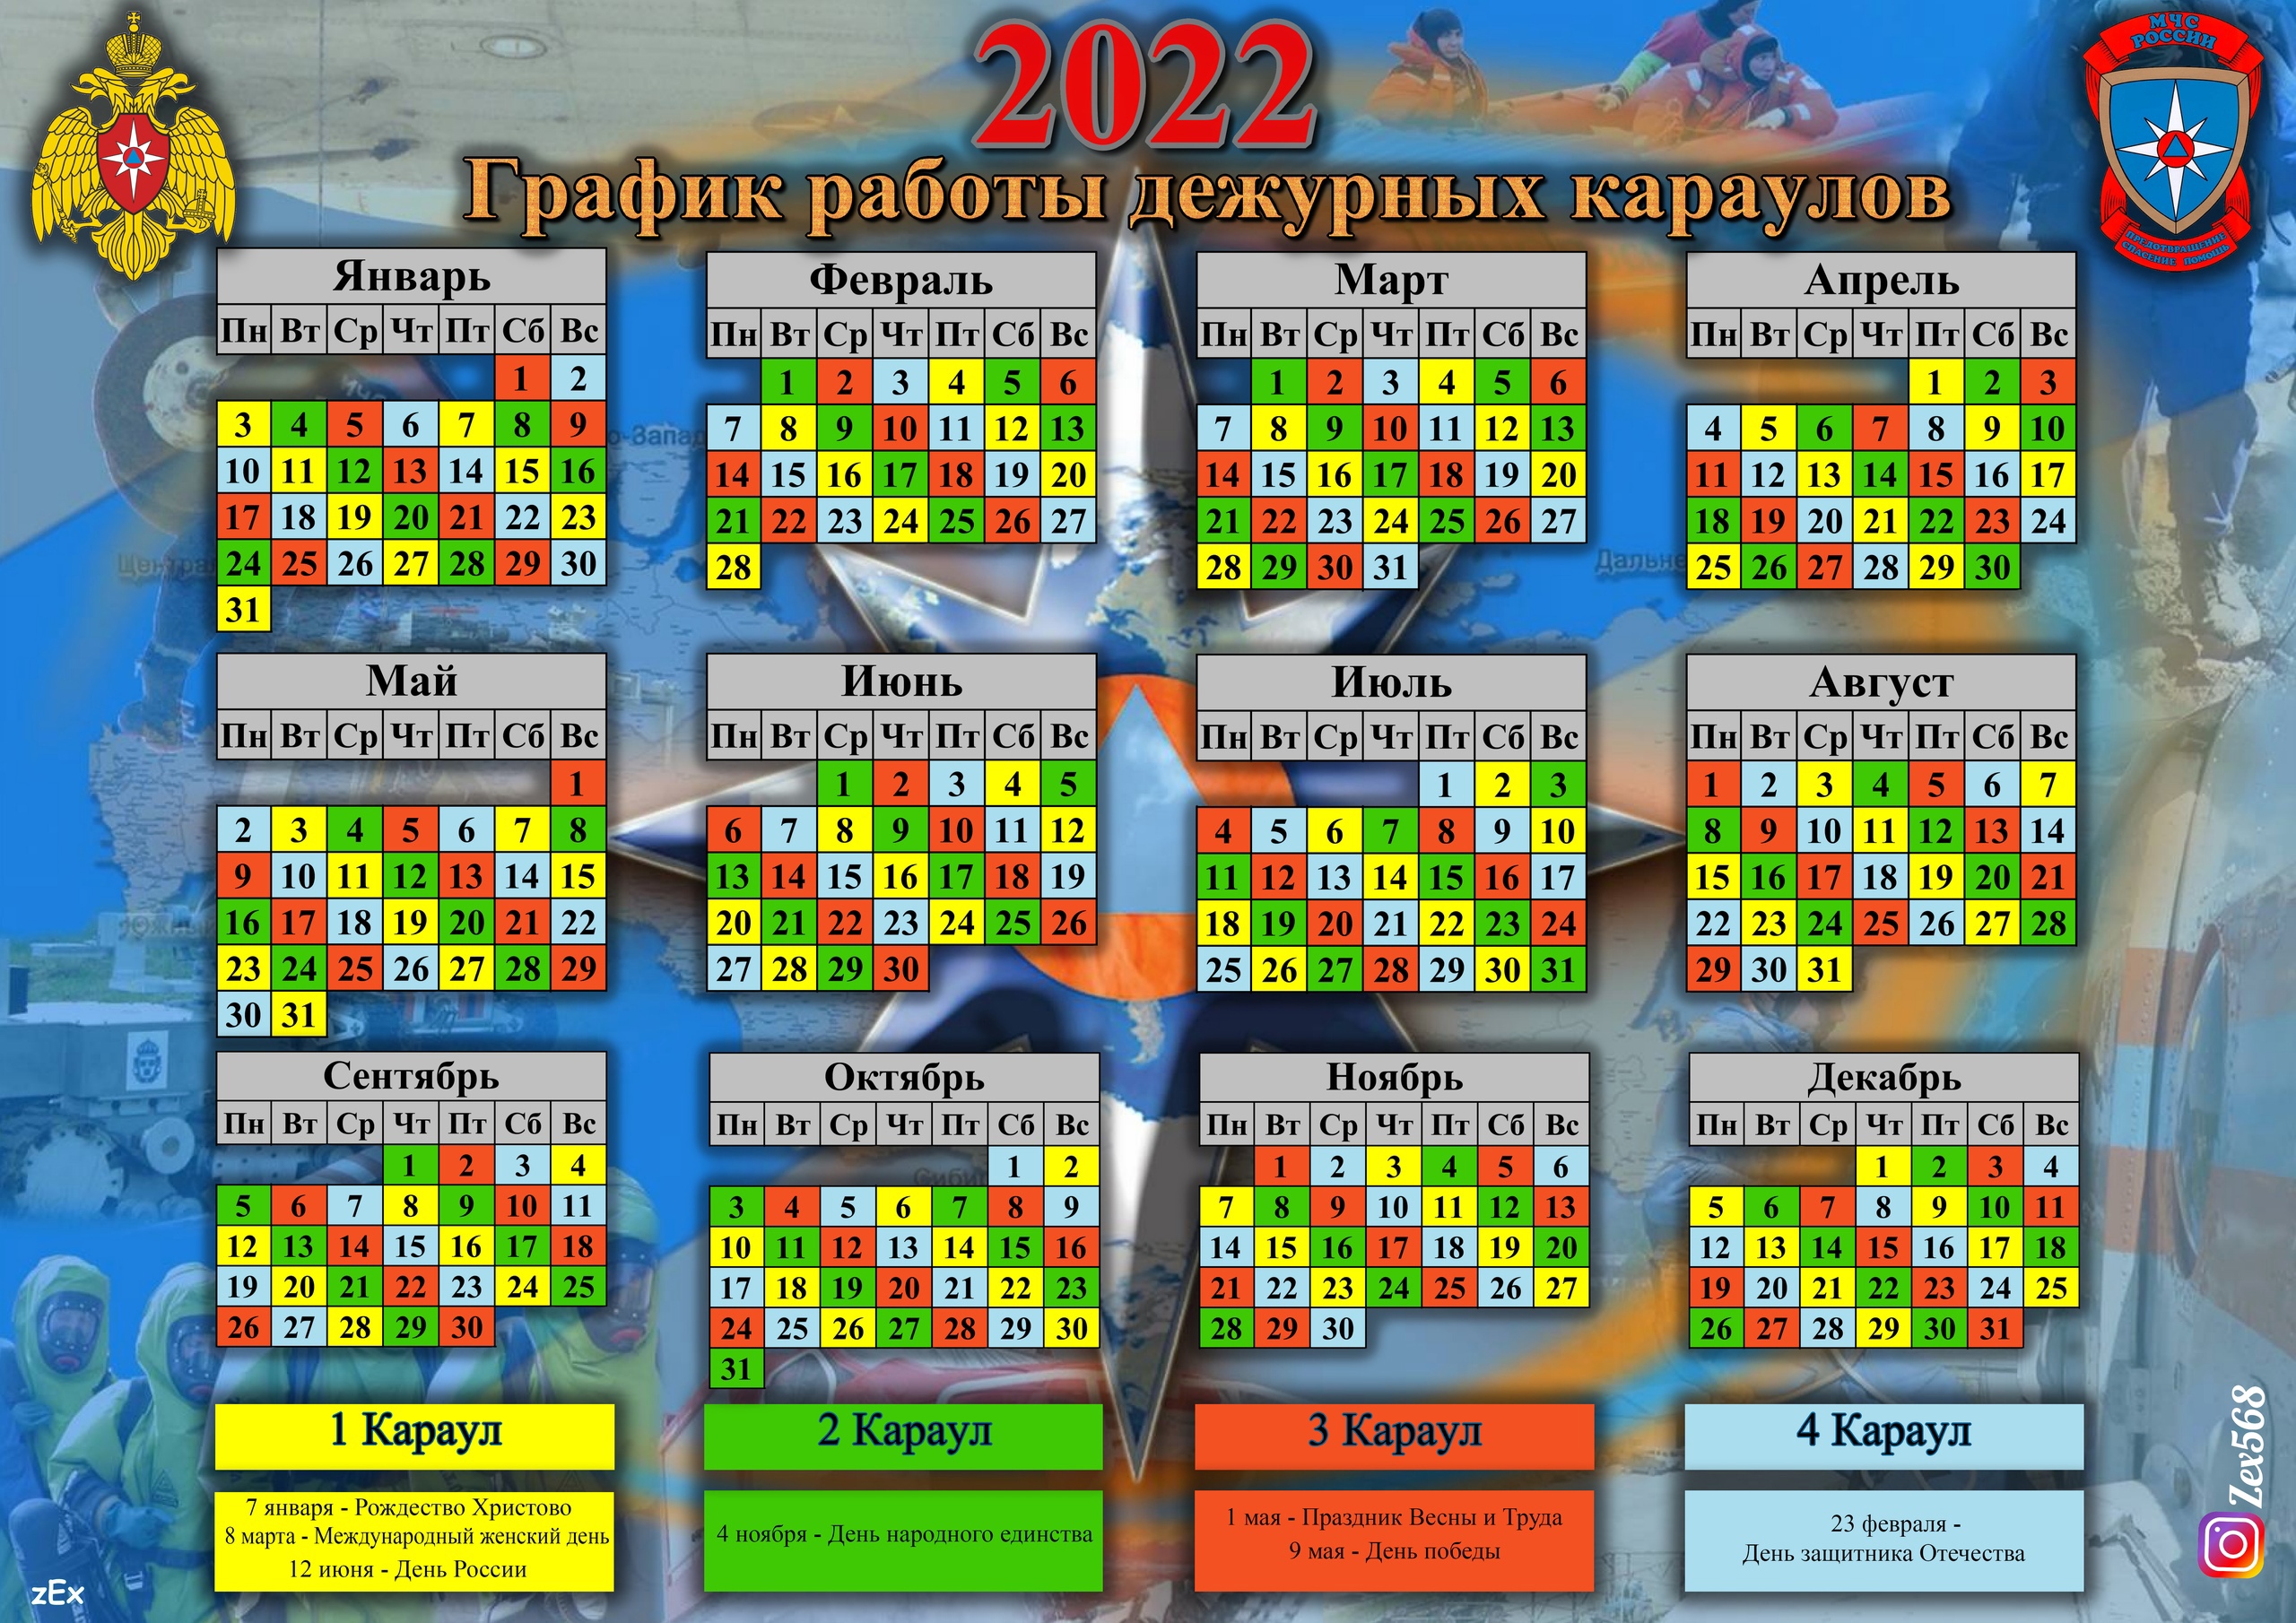 МЧС
РОССИИ
2022
График работы дежурных караулов
ПРЕДОТВРАЩЕНИЕ
СПАСЕНИЕ ПОМОЩЬ
Январь
Пн Вт Ср Чт Пт Сб Вс
1 2
3 4 5 6 7 8 9
10 11 12 13 14 15 16
17 18 19 20 21 22 23
24 25 26 27 28 29 30
31
Февраль
Пн Вт Ср Чт Пт Сб Вс
1 2 3 4 5 6
7 8 9 10 11 12 13
14 15 16 17 18 19 20
21 22 23 24 25 26 27
28
Март
Пн Вт Ср Чт Пт Сб Вс
1 2 3 4 5 6
7 8 9 10 11 12 13
14 15 16 17 18 19 20
21 22 23 24 25 26 27
28 29 30 31
Апрель
Пн Вт Ср Чт Пт Сб Вс
1 2 3
4 5 6 7 8 9 10
11 12 13 14 15 16 17
18 19 20 21 22 23 24
25 26 27 28 29 30
Май
Пн Вт Ср Чт Пт Сб Вс
1
2 3 4 5 6 7 8
9 10 11 12 13 14 15
16 17 18 19 20 21 22
23 24 25 26 27 28 29
30 31
Июнь
Пн Вт Ср Чт Пт Сб Вс
1 2 3 4 5
6 7 8 9 10 11 12
13 14 15 16 17 18 19
20 21 22 23 24 25 26
27 28 29 30
Июль
Пн Вт Ср Чт Пт Сб Вс
1 2 3
4 5 6 7 8 9 10
11 12 13 14 15 16 17
18 19 20 21 22 23 24
25 26 27 28 29 30 31
Август
Пн Вт Ср Чт Пт Сб Вс
1 2 3 4 5 6 7
8 9 10 11 12 13 14
15 16 17 18 19 20 21
22 23 24 25 26 27 28
29 30 31
Сентябрь
Пн Вт Ср Чт Пт Сб Вс
1 2 3 4
5 6 7 8 9 10 11
12 13 14 15 16 17 18
19 20 21 22 23 24 25
26 27 28 29 30
Октябрь
Пн Вт Ср Чт Пт Сб Вс
1 2
3 4 5 6 7 8 9
10 11 12 13 14 15 16
17 18 19 20 21 22 23
24 25 26 27 28 29 30
31
Ноябрь
Пн Вт Ср Чт Пт Сб Вс
1 2 3 4 5 6
7 8 9 10 11 12 13
14 15 16 17 18 19 20
21 22 23 24 25 26 27
28 29 30
Декабрь
Пн Вт Ср Чт Пт Сб Вс
1 2 3 4
5 6 7 8 9 10 11
12 13 14 15 16 17 18
19 20 21 22 23 24 25
26 27 28 29 30 31
1 Караул
7 января - Рождество Христово
8 марта - Международный женский день
12 июня - День России
2 Караул
4 ноября - День народного единства
3 Караул
1 мая - Праздник Весны и Труда
9 мая - День победы
4 Караул
23 февраля -
День защитника Отечества
Zex568
zEx